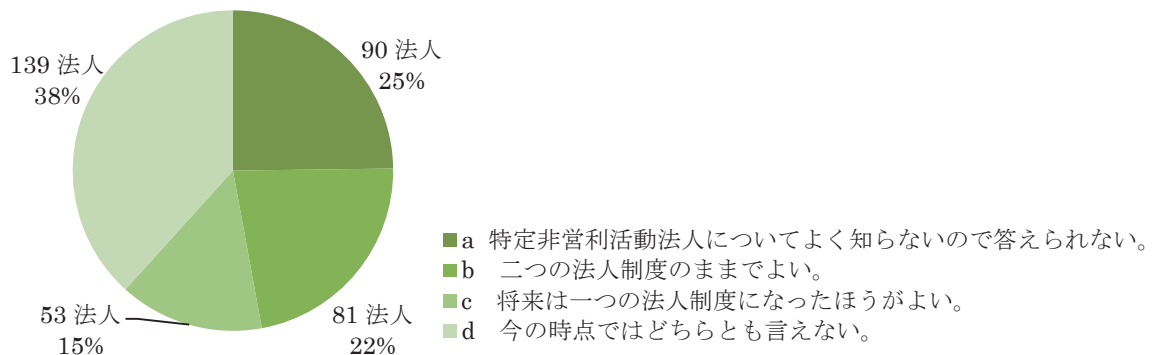 90 法人
25%
139 法人
38%
53 法人
15%
81 法人
22%
a 特定非営利活動法人についてよく知らないので答えられない。
b 二つの法人制度のままでよい。
c 将来は一つの法人制度になったほうがよい。
d 今の時点ではどちらとも言えない。